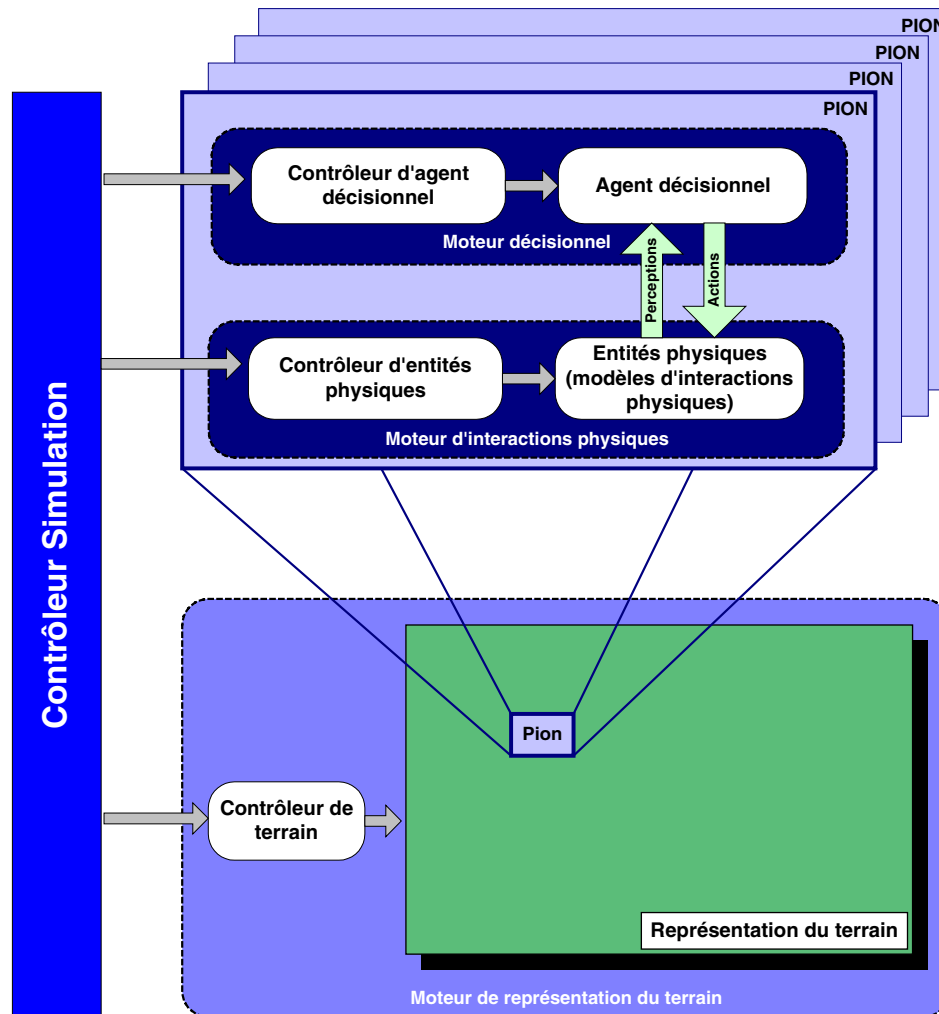 PION
PION
PION
PION
Contrôleur d'agent
décisionnel
Agent décisionnel
Moteur décisionnel
Perceptions
Actions
Contrôleur d'entités
physiques
Entités physiques
(modèles d'interactions
physiques)
Moteur d'interactions physiques
Contrôleur Simulation
Pion
Contrôleur de
terrain
Représentation du terrain
Moteur de représentation du terrain